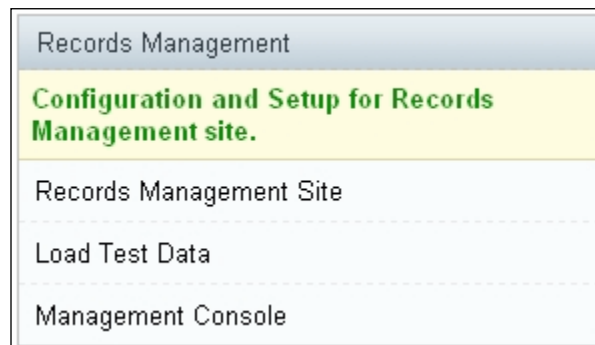 Records Management
Configuration and Setup for Records
Management site.
Records Management Site
Load Test Data
Management Console